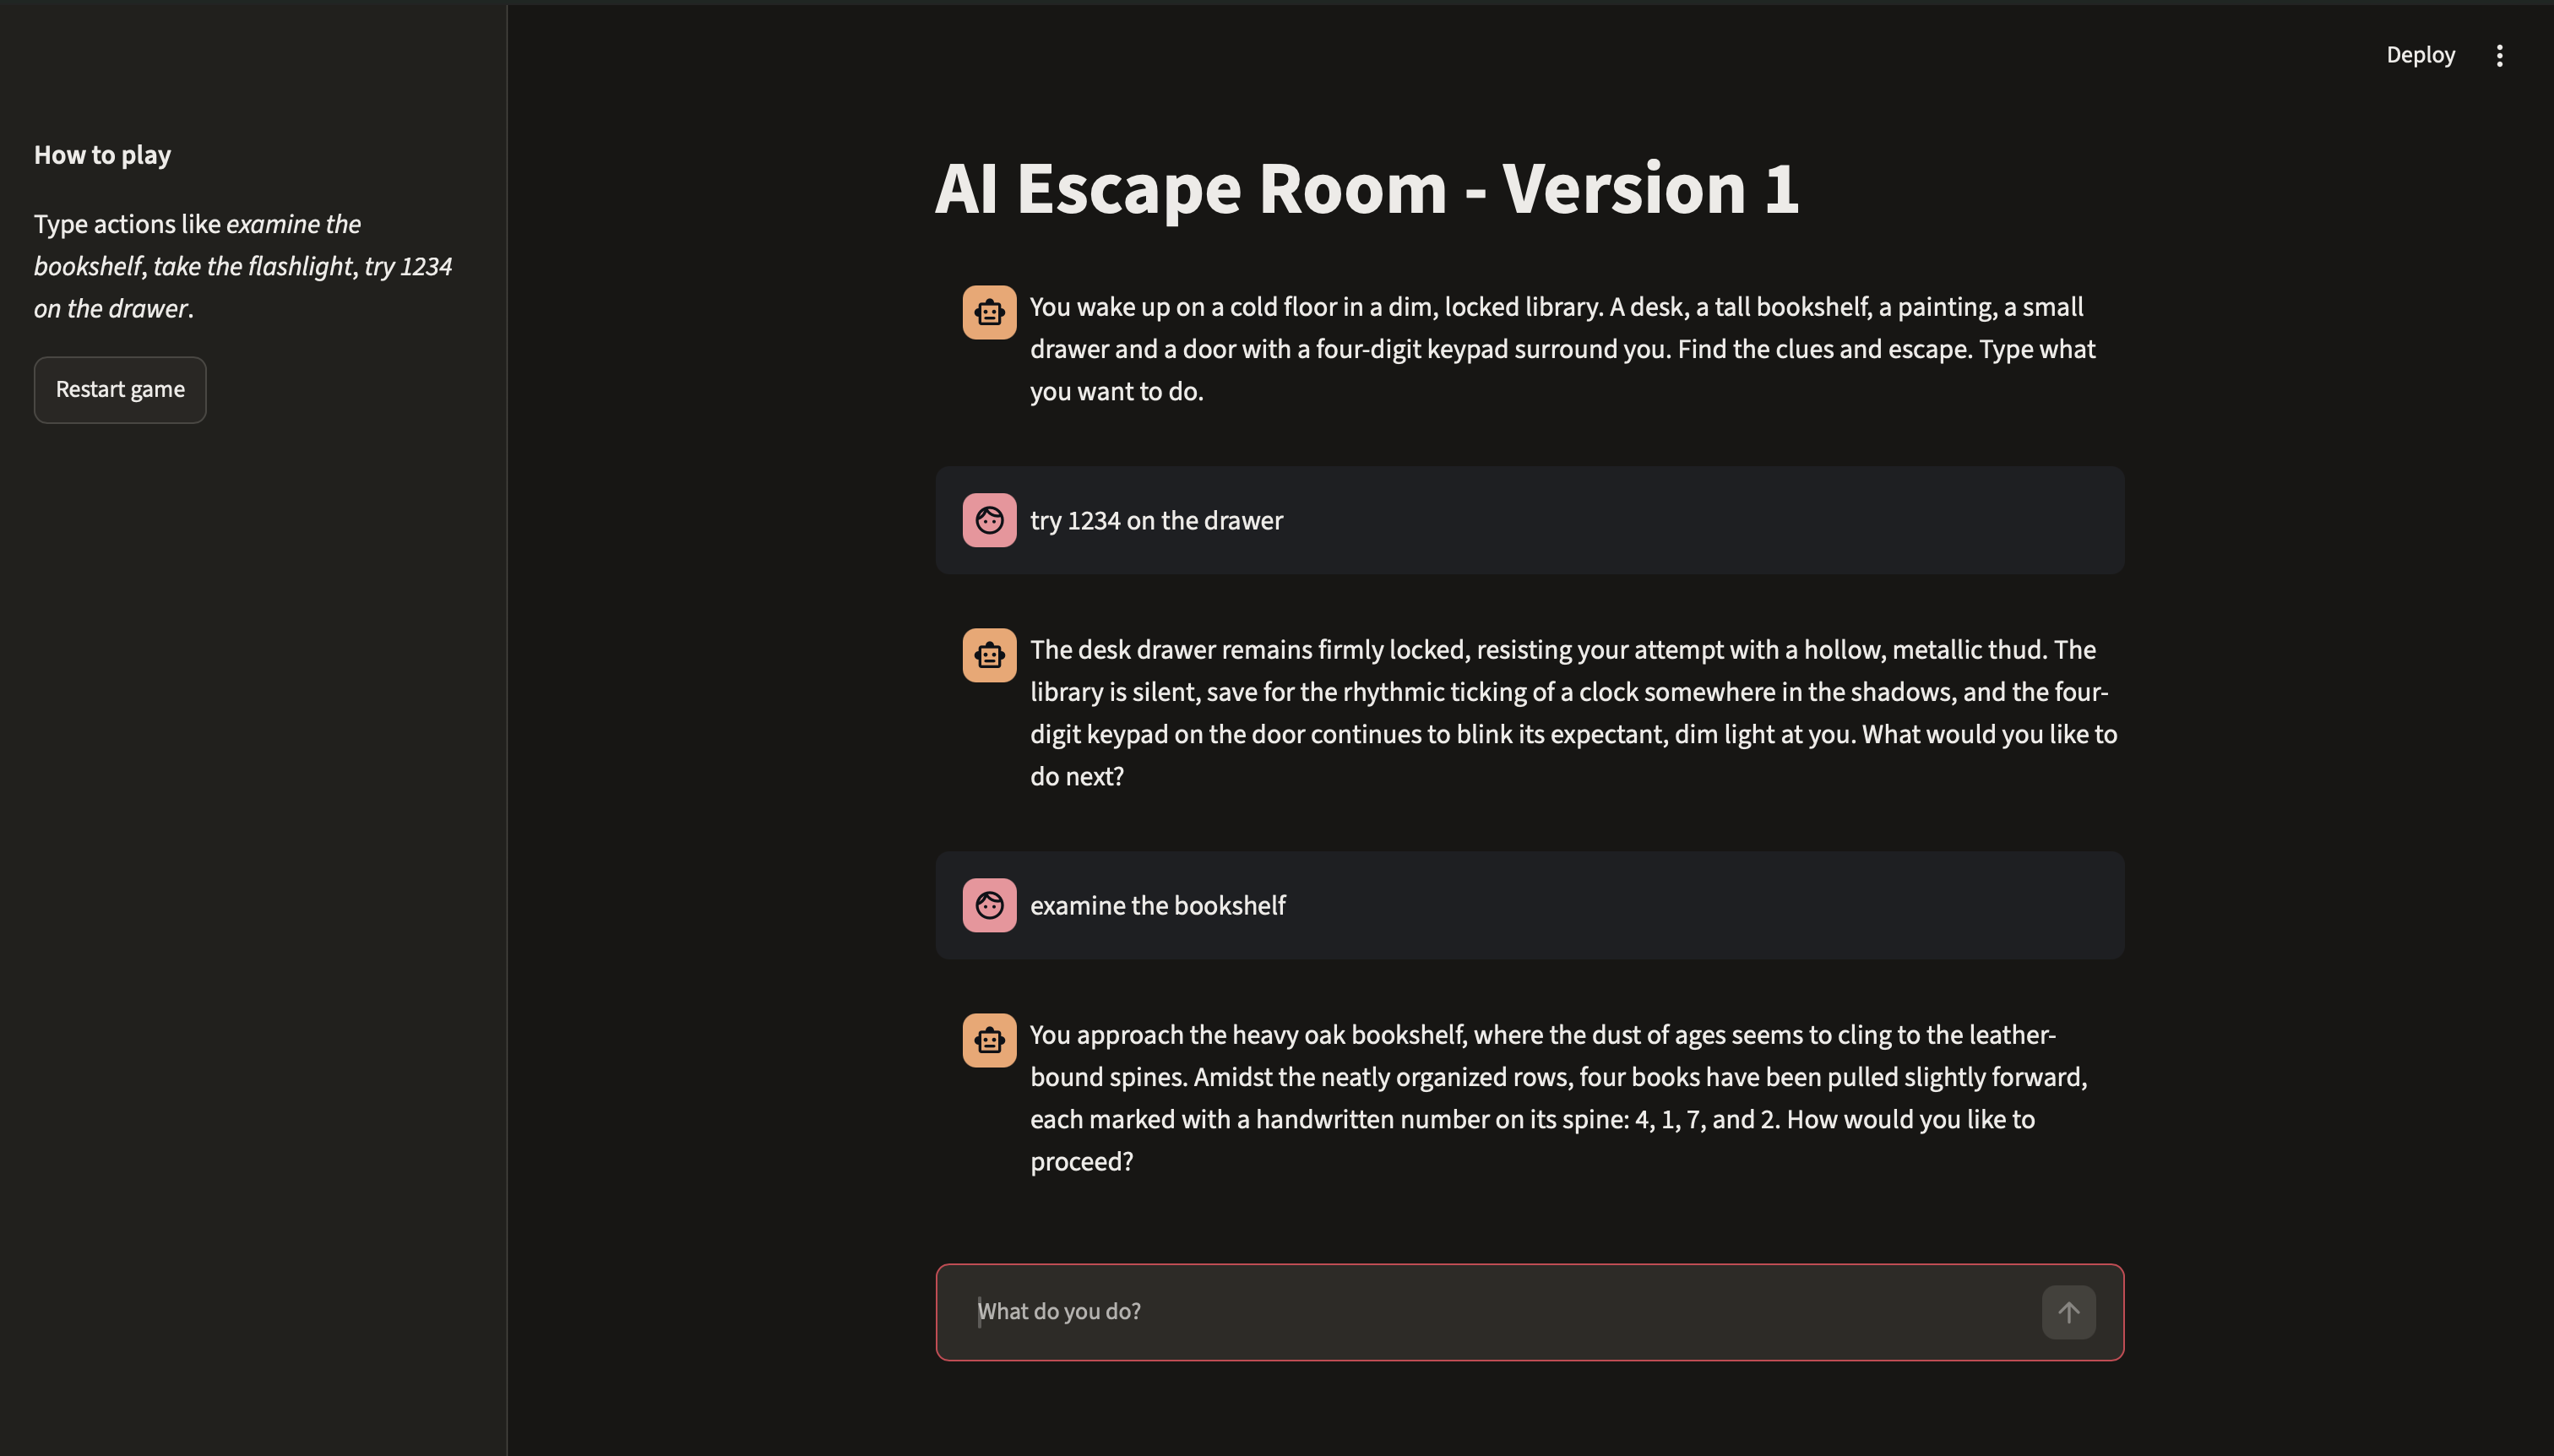 Deploy
How to play
Type actions like examine the
bookshelf, take the flashlight, try 1234
on the drawer.
Restart game
AI Escape Room - Version 1
You wake up on a cold floor in a dim, locked library. A desk, a tall bookshelf, a painting, a small
drawer and a door with a four-digit keypad surround you. Find the clues and escape. Type what
you want to do.
try 1234 on the drawer
The desk drawer remains firmly locked, resisting your attempt with a hollow, metallic thud. The
library is silent, save for the rhythmic ticking of a clock somewhere in the shadows, and the four-
digit keypad on the door continues to blink its expectant, dim light at you. What would you like to
do next?
examine the bookshelf
You approach the heavy oak bookshelf, where the dust of ages seems to cling to the leather-
bound spines. Amidst the neatly organized rows, four books have been pulled slightly forward,
each marked with a handwritten number on its spine: 4, 1, 7, and 2. How would you like to
proceed?
What do you do?